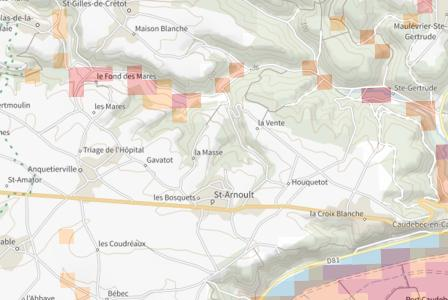 St-Gilles-de-Crétot
Maison Blanche
Maulévrier-Ste-
Gertrude
le Fond des Mares
Ste-Gertrude
les Mares
la Vente
Triage de l'Hôpital
la Masse
Gavatot
Anquetierville
St-Amator
Houquetot
St-Arnoult
les Bosquets
P
la Croix Blanche
Caudebec-en-Ca
les Coudréaux
D81
l'Abbaye
Bébec